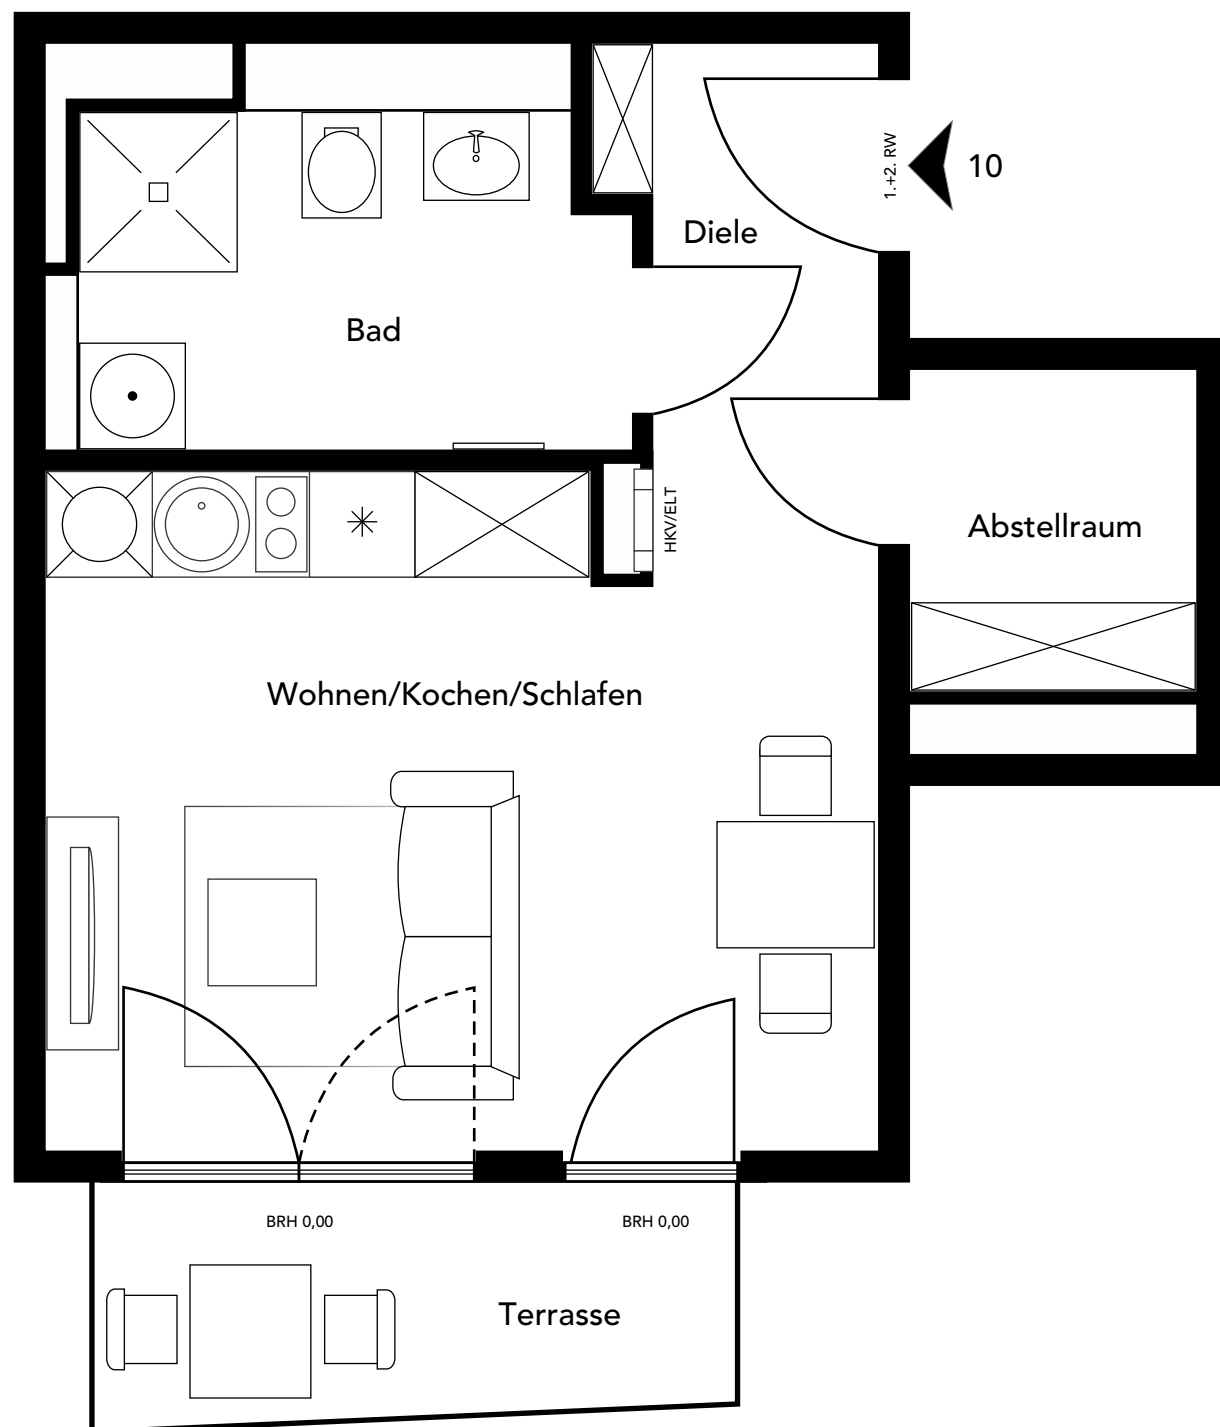 1.+2. RW
10
Diele
Bad
HKV/ELT
Abstellraum
Wohnen/Kochen/Schlafen
BRH 0,00
BRH 0,00
Terrasse